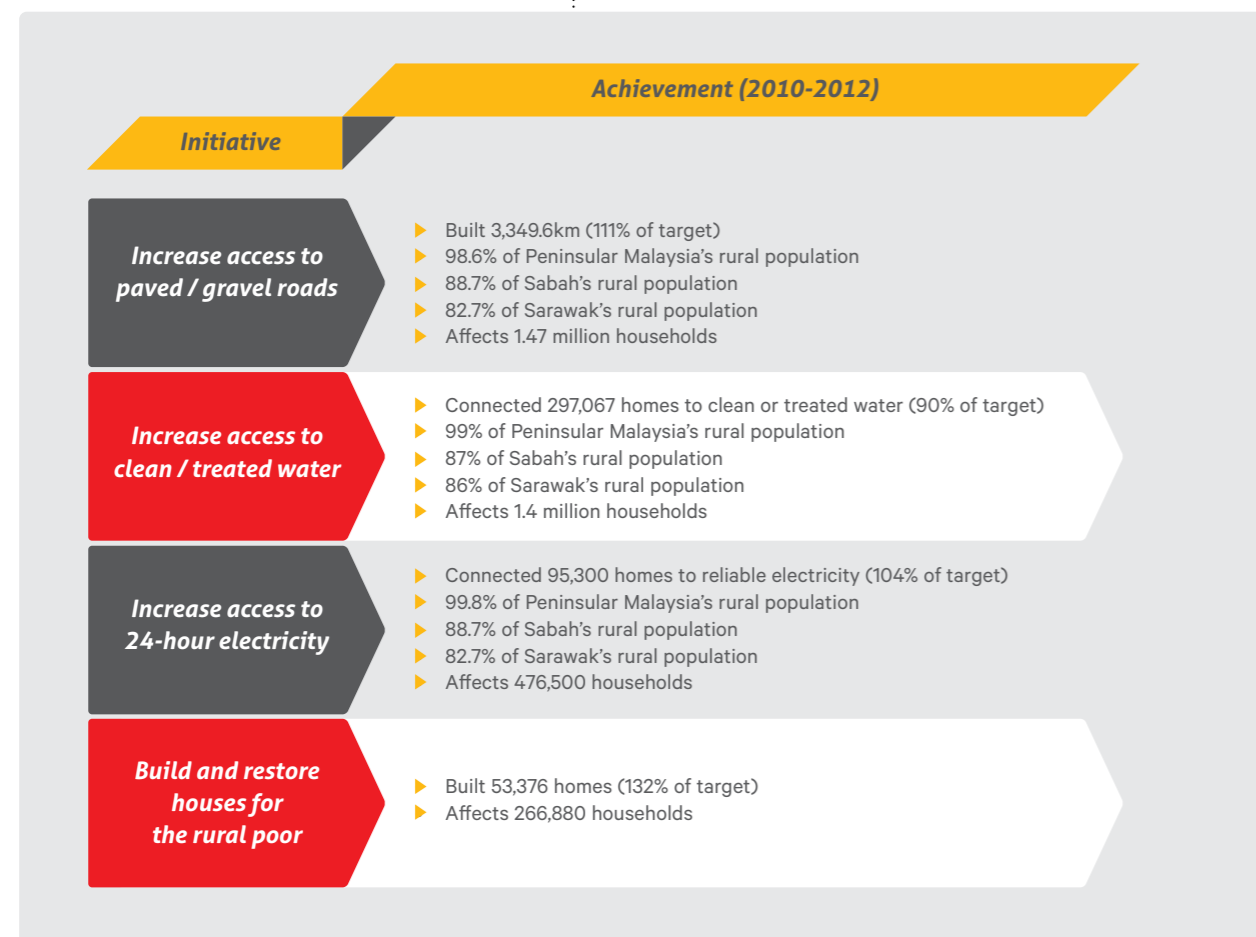 Achievement (2010-2012)
Initiative
Increase access to
paved / gravel roads
Built 3,349.6km (111% of target)
98.6% of Peninsular Malaysia's rural population
88.7% of Sabah's rural population
82.7% of Sarawak's rural population
Affects 1.47 million households
Increase access to
clean / treated water
Connected 297,067 homes to clean or treated water (90% of target)
99% of Peninsular Malaysia's rural population
87% of Sabah's rural population
86% of Sarawak's rural population
Affects 1.4 million households
Increase access to
24-hour electricity
Connected 95,300 homes to reliable electricity (104% of target)
99.8% of Peninsular Malaysia's rural population
88.7% of Sabah's rural population
82.7% of Sarawak's rural population
Affects 476,500 households
Build and restore
houses for
the rural poor
Built 53,376 homes (132% of target)
Affects 266,880 households